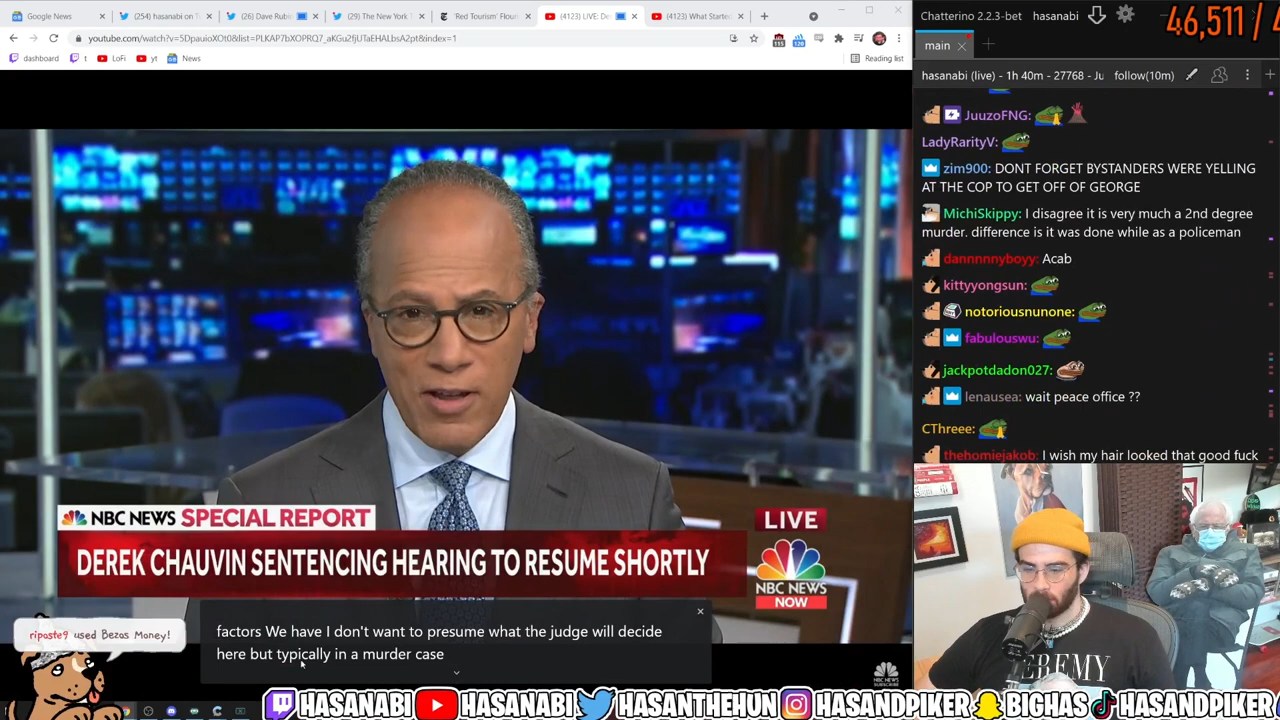 Google News
(254) hasanabi on T
(26) Dave Rubi
(29) The New York T
'Red Tourism' Flour
(4123) LIVE: De
(4123) What Starte
Chatterino 2.2.3-bet
hasanabi
46,511 /
youtube.com/watch?v=5DpauioXOt0&list=PLKAP7bXOPRQ7_aKGu2fjUTaEHALbsA2pt&index=1
115
120
main
dashboard
t
LoFi
yt
News
Reading list
hasanabi (live) - 1h 40m - 27768 - Ju
follow(10m)
JuuzoFNG:
LadyRarityV:
zim900: DONT FORGET BYSTANDERS WERE YELLING
AT THE COP TO GET OFF OF GEORGE
MichiSkippy: I disagree it is very much a 2nd degree
murder. difference is it was done while as a policeman
dannnnnyboyy: Acab
kittyyongsun:
notoriousnunone:
fabulouswu:
jackpotdadon027:
lenausea: wait peace office ??
CThreee:
thehomiejakob: I wish my hair looked that good fuck
NBC NEWS SPECIAL REPORT
LIVE
DEREK CHAUVIN SENTENCING HEARING TO RESUME SHORTLY
NBC NEWS
NOW
factors We have I don't want to presume what the judge will decide
here but typically in a murder case
riposte9 used Bezos Money!
NBC NEWS
SUBSCRIBE
EREMY
HASANABI
HASANABI
HASANTHEHUN
HASANDPIKER
BIGHAS
HASANDPIKER